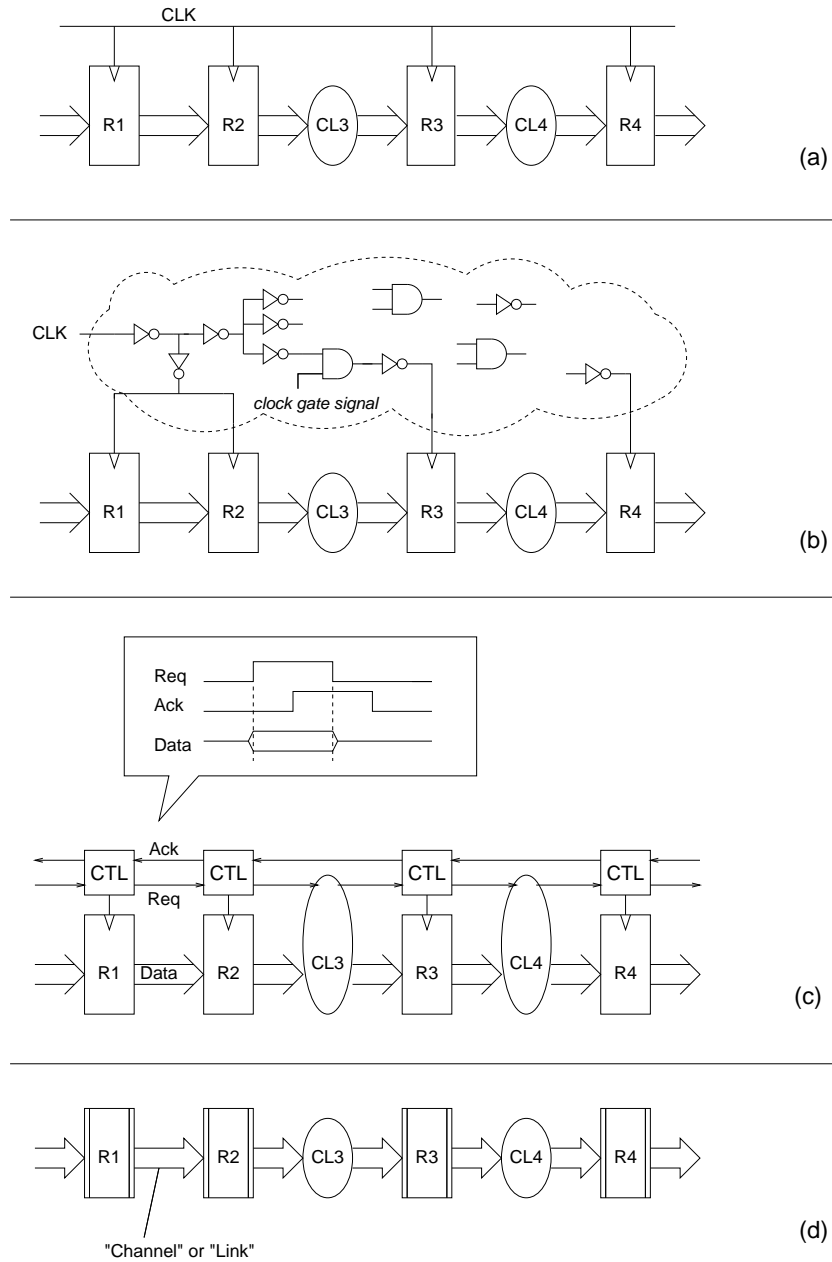 CLK
R1 R2 CL3 R3 CL4 R4
(a)
CLK
clock gate signal
R1 R2 CL3 R3 CL4 R4
(b)
Req
Ack
Data
Ack
CTL CTL CTL CTL
Req
R1 Data R2 CL3 R3 CL4 R4
(c)
R1 R2 CL3 R3 CL4 R4
(d)
"Channel" or "Link"